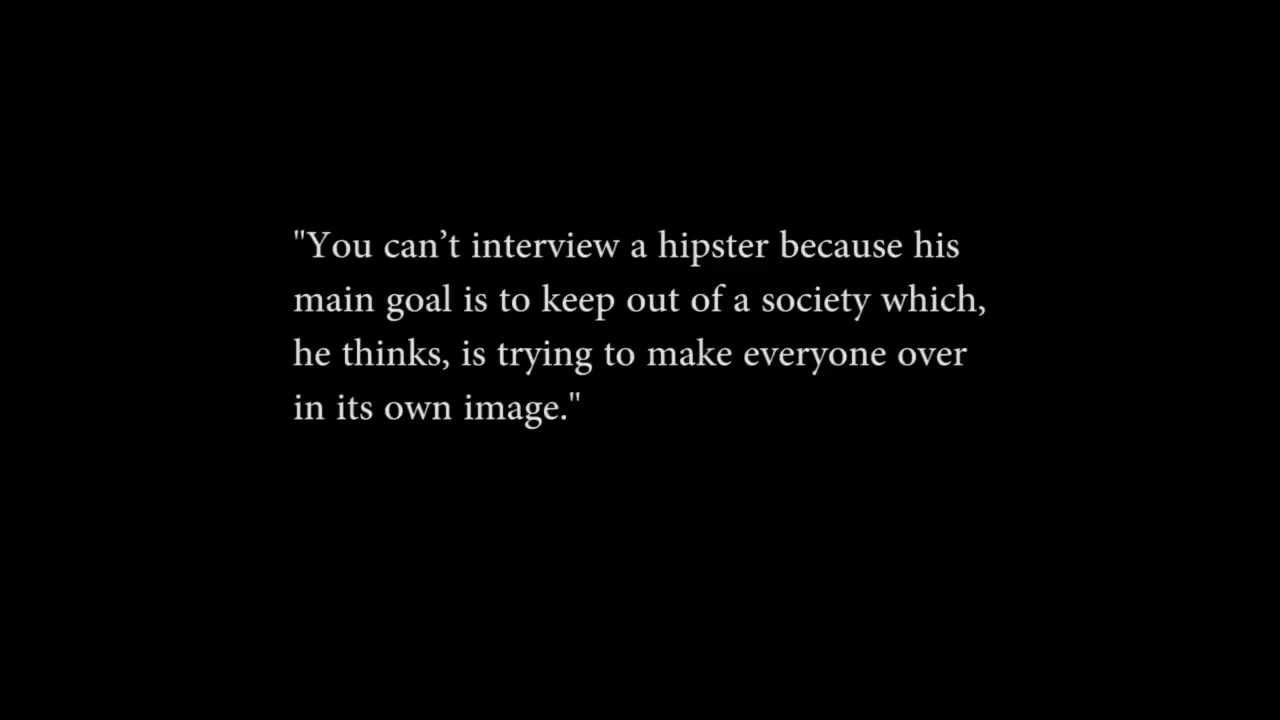 "You can’t interview a hipster because his
main goal is to keep out of a society which,
he thinks, is trying to make everyone over
in its own image."